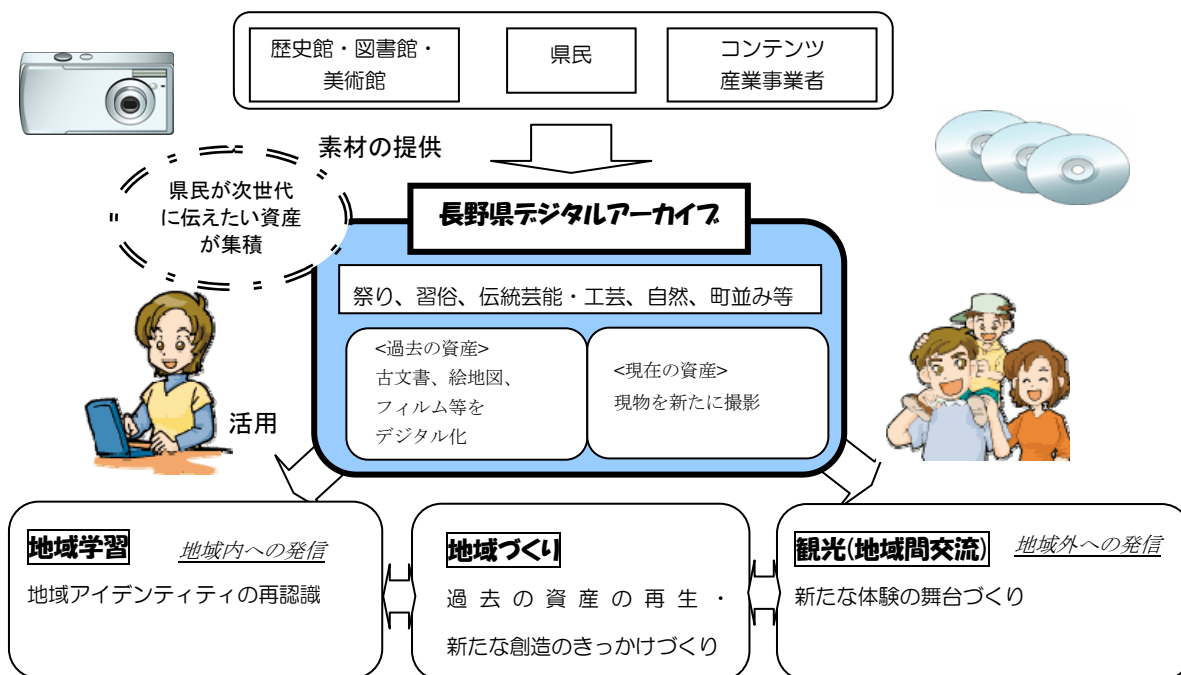 歴史館・図書館・
美術館
県民
コンテンツ
産業事業者
素材の提供
県民が次世代
に伝えたい資産
が集積
長野県デジタルアーカイブ
祭り、習俗、伝統芸能・工芸、自然、町並み等
<過去の資産>
古文書、絵地図、
フィルム等を
デジタル化
<現在の資産>
現物を新たに撮影
活用
地域学習
地域内への発信
地域アイデンティティの再認識
地域づくり
過去の資産の再生・
新たな創造のきっかけづくり
観光(地域間交流)
地域外への発信
新たな体験の舞台づくり